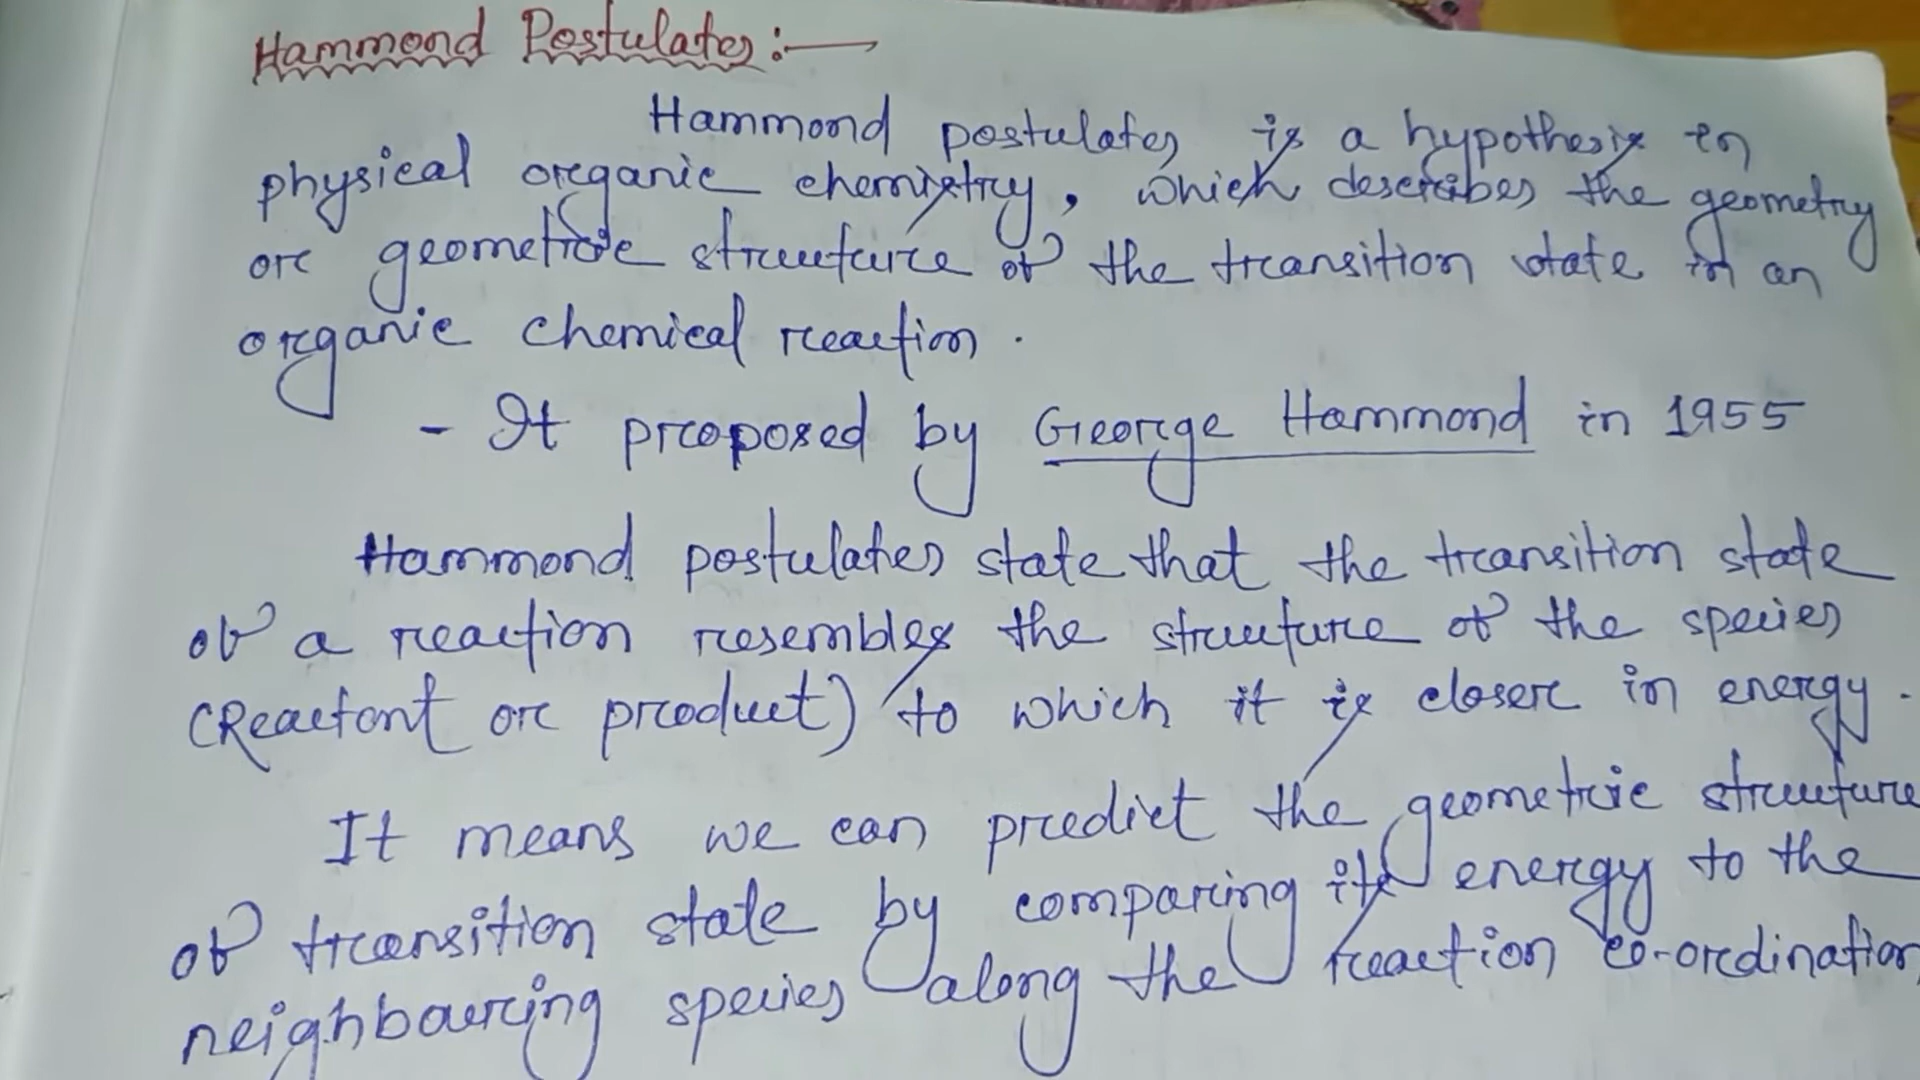 Hammond Postulates :-
Hammond postulates is a hypothesis in
physical organic chemistry, which describes the geometry
or geometric structure of the transition state in an
organic chemical reaction.
- It proposed by George Hammond in 1955
Hammond postulates state that the transition state
of a reaction resembles the structure of the species
(Reactant or product) to which it is closer in energy.
It means we can predict the geometric structure
of transition state by comparing its energy to the
neighbouring species along the reaction co-ordination